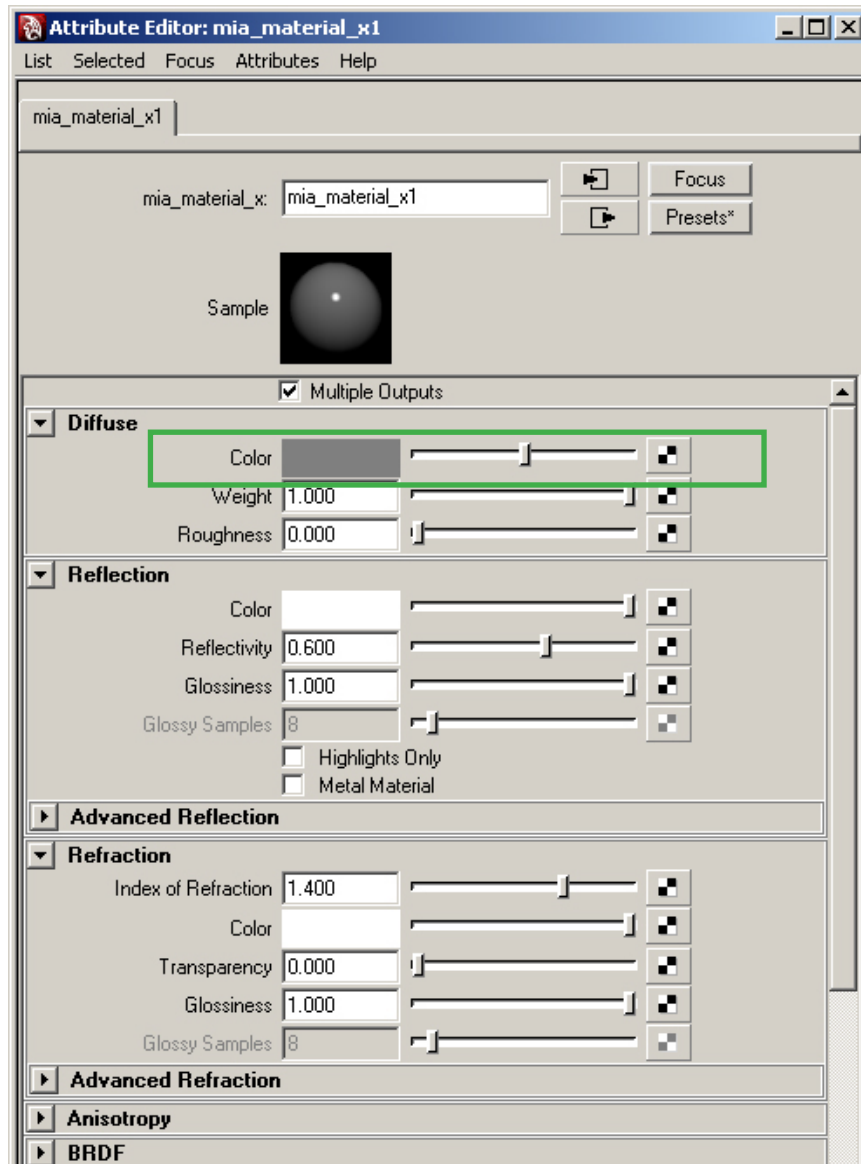 Attribute Editor: mia_material_x1
List Selected Focus Attributes Help
mia_material_x1
mia_material_x: mia_material_x1
Focus
Presets*
Sample
Multiple Outputs
Diffuse
Color
Weight 1.000
Roughness 0.000
Reflection
Color
Reflectivity 0.600
Glossiness 1.000
Glossy Samples 8
Highlights Only
Metal Material
Advanced Reflection
Refraction
Index of Refraction 1.400
Color
Transparency 0.000
Glossiness 1.000
Glossy Samples 8
Advanced Refraction
Anisotropy
BRDF